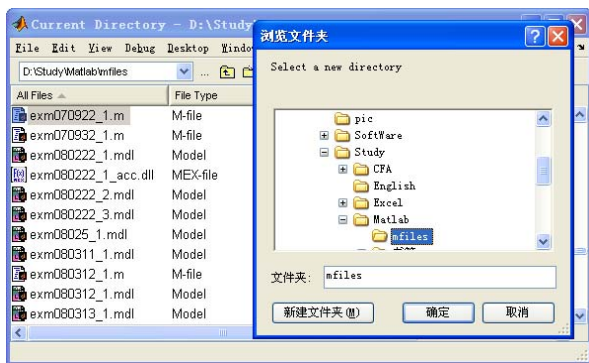 Current Directory - D:\Study
File Edit View Debug Desktop Windo
D:\Study\Matlab\mfiles
...
All Files File Type
exm070922_1.m M-file
exm070932_1.m M-file
exm080222_1.mdl Model
exm080222_1_acc.dll MEX-file
exm080222_2.mdl Model
exm080222_3.mdl Model
exm08025_1.mdl Model
exm080311_1.mdl Model
exm080312_1.m M-file
exm080312_1.mdl Model
exm080313_1.mdl Model
浏览文件夹
Select a new directory
pic
SoftWare
Study
CFA
English
Excel
Matlab
mfiles
文件夹: mfiles
新建文件夹(M) 确定 取消